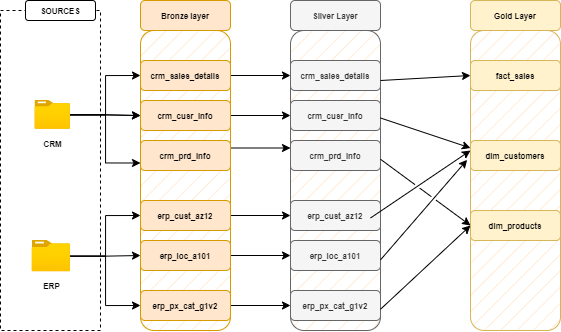 SOURCES
Bronze layer
Silver Layer
Gold Layer
crm_sales_details
crm_sales_details
fact_sales
crm_cusr_info
crm_cusr_info
CRM
crm_prd_info
crm_prd_info
dim_customers
erp_cust_az12
erp_cust_az12
dim_products
erp_loc_a101
erp_loc_a101
ERP
erp_px_cat_g1v2
erp_px_cat_g1v2